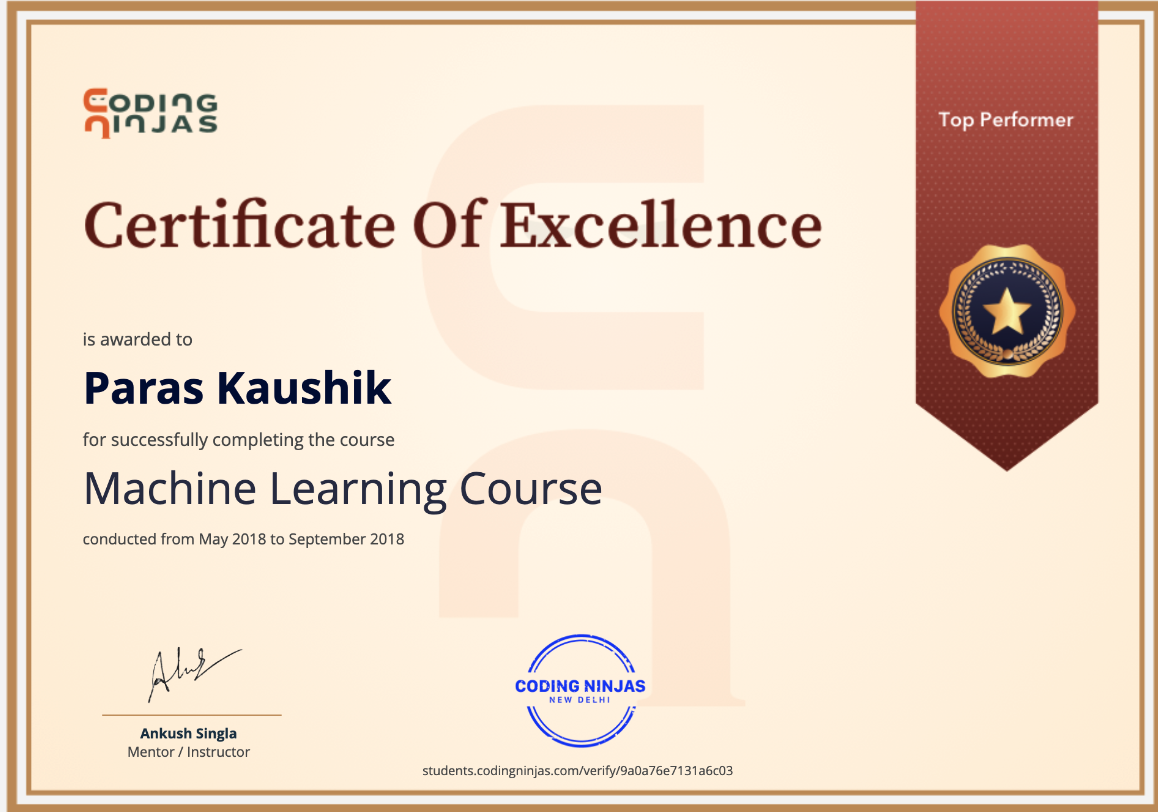 CODING
NINJAS
Top Performer
Certificate Of Excellence
is awarded to
Paras Kaushik
for successfully completing the course
Machine Learning Course
conducted from May 2018 to September 2018
Ankush Singla
Mentor / Instructor
CODING NINJAS
NEW DELHI
students.codingninjas.com/verify/9a0a76e7131a6c03